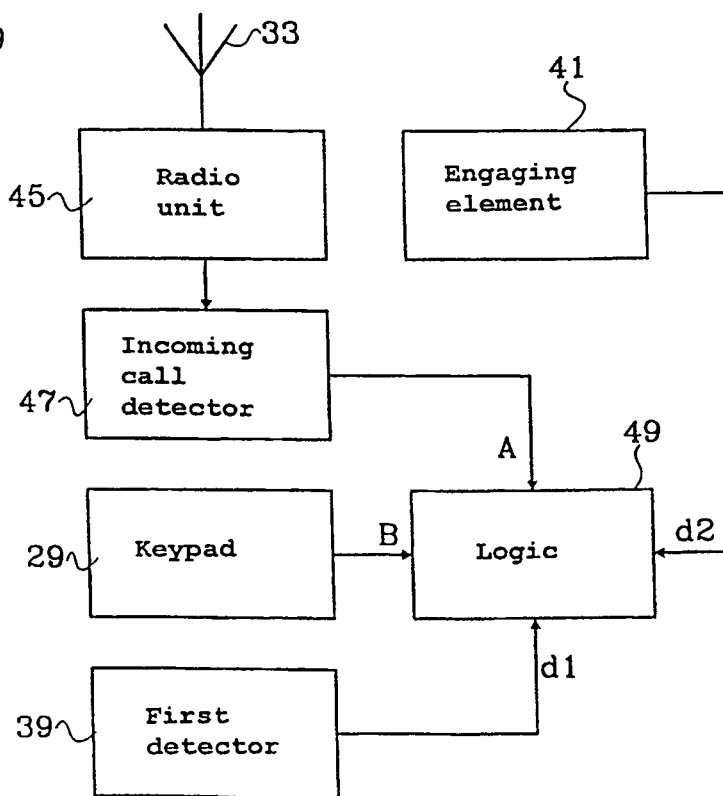 9
33
41
45
Radio
unit
Engaging
element
Incoming
call
detector
47
A
49
29
Keypad
B
Logic
d2
d1
39
First
detector